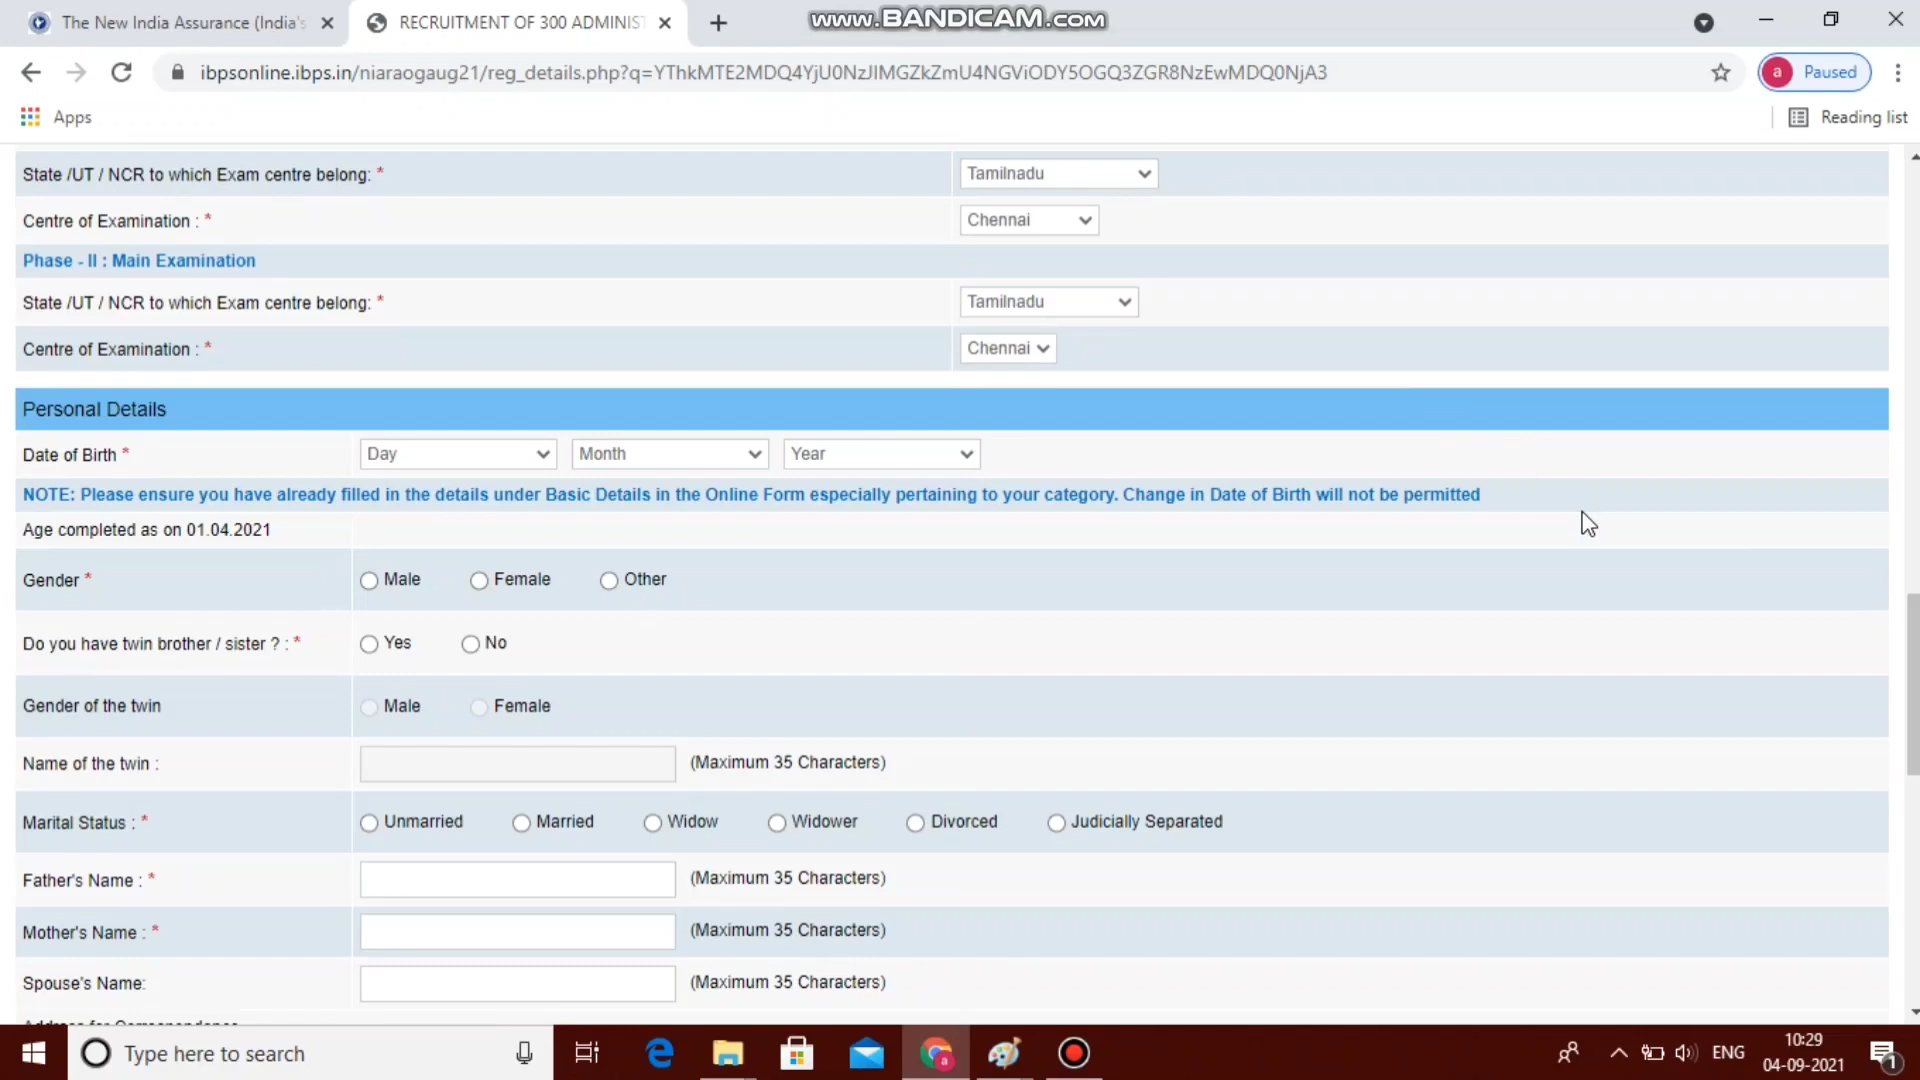 The New India Assurance (India's
RECRUITMENT OF 300 ADMINIST
www.BANDICAM.com
ibpsonline.ibps.in/niaraogaug21/reg_details.php?q=YThkMTE2MDQ4YjU0NzJlMGZkZmU4NGViODY5OGQ3ZGR8NzEwMDQ0NjA3
a Paused
Apps
Reading list
State /UT / NCR to which Exam centre belong: *
Tamilnadu
Centre of Examination : *
Chennai
Phase - II : Main Examination
State /UT / NCR to which Exam centre belong: *
Tamilnadu
Centre of Examination : *
Chennai
Personal Details
Date of Birth *
Day
Month
Year
NOTE: Please ensure you have already filled in the details under Basic Details in the Online Form especially pertaining to your category. Change in Date of Birth will not be permitted
Age completed as on 01.04.2021
Gender *
Male
Female
Other
Do you have twin brother / sister ? : *
Yes
No
Gender of the twin
Male
Female
Name of the twin :
(Maximum 35 Characters)
Marital Status : *
Unmarried
Married
Widow
Widower
Divorced
Judicially Separated
Father's Name : *
(Maximum 35 Characters)
Mother's Name : *
(Maximum 35 Characters)
Spouse's Name:
(Maximum 35 Characters)
Address for Correspondence
Type here to search
a
ENG
10:29
04-09-2021
1